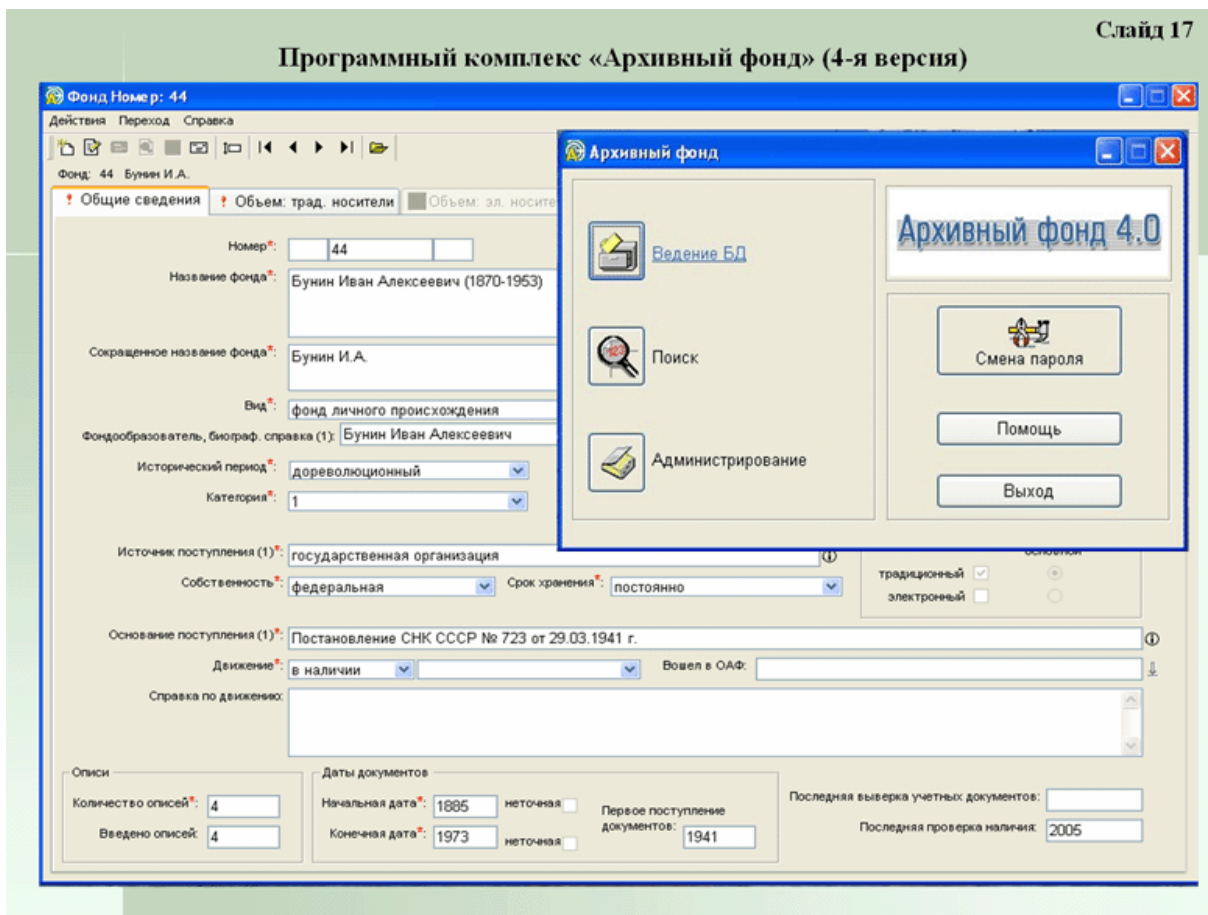 Слайд 17
Программный комплекс «Архивный фонд» (4-я версия)
Фонд Номер: 44
Действия Переход Справка
Фонд: 44 Бунин И.А.
! Общие сведения ! Объем: трад. носители Объем: эл. носите
Номер*: 44
Название фонда*: Бунин Иван Алексеевич (1870-1953)
Сокращенное название фонда*: Бунин И.А.
Вид*: фонд личного происхождения
Фондообразователь, биограф. справка (1): Бунин Иван Алексеевич
Исторический период*: дореволюционный
Категория*: 1
Источник поступления (1)*: государственная организация
Собственность*: федеральная Срок хранения*: постоянно
основной
традиционный
электронный
Основание поступления (1)*: Постановление СНК СССР № 723 от 29.03.1941 г.
Движение*: в наличии Вошел в ОАФ:
Справка по движению:
Описи
Количество описей*: 4
Введено описей: 4
Даты документов
Начальная дата*: 1885 неточная
Конечная дата*: 1973 неточная
Первое поступление
документов: 1941
Последняя выверка учетных документов:
Последняя проверка наличия: 2005
Архивный фонд
Ведение БД
Поиск
Администрирование
Архивный фонд 4.0
Смена пароля
Помощь
Выход